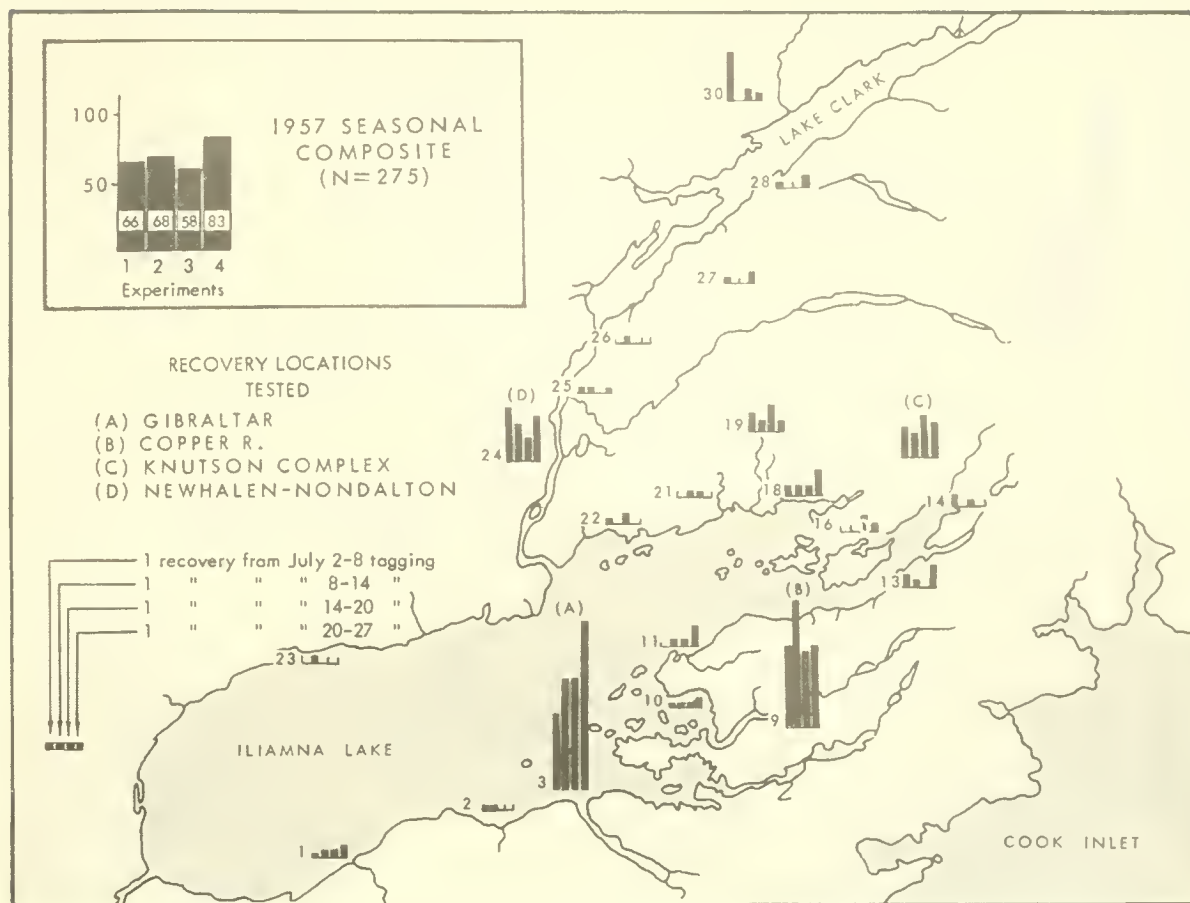 100
50
66 68 58 83
1 2 3 4
Experiments
1957 SEASONAL
COMPOSITE
(N=275)
RECOVERY LOCATIONS
TESTED
(A) GIBRALTAR
(B) COPPER R.
(C) KNUTSON COMPLEX
(D) NEWHALEN-NONDALTON
1 recovery from July 2-8 tagging
1 " " " 8-14 "
1 " " " 14-20 "
1 " " " 20-27 "
30
LAKE CLARK
28
27
26
25
(D)
24
19
(C)
21
18
14
22
16
13
(A)
(B)
11
23
10
9
ILIAMNA LAKE
3
2
1
COOK INLET